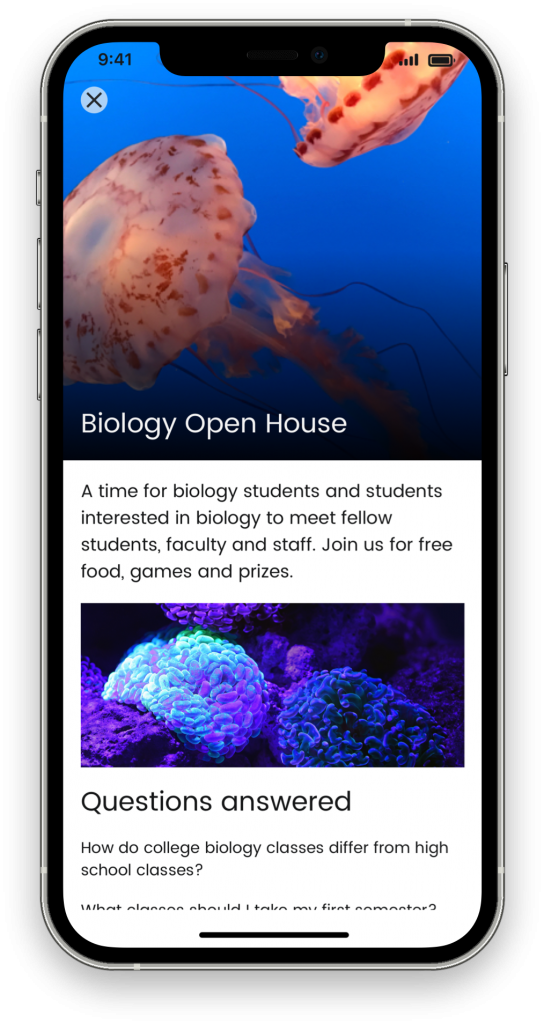 9:41
Biology Open House
A time for biology students and students
interested in biology to meet fellow
students, faculty and staff. Join us for free
food, games and prizes.
Questions answered
How do college biology classes differ from high
school classes?
What classes should I take my first semester?